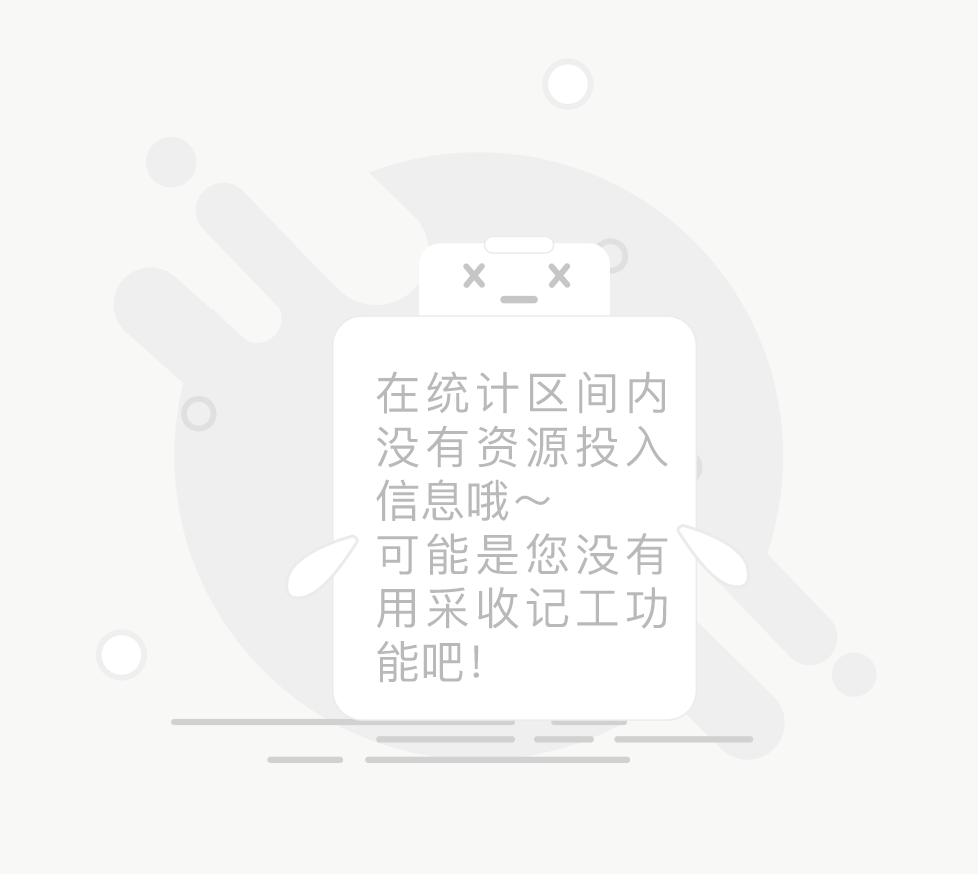 在统计区间内
没有资源投入
信息哦～
可能是您没有
用采收记工功
能吧!